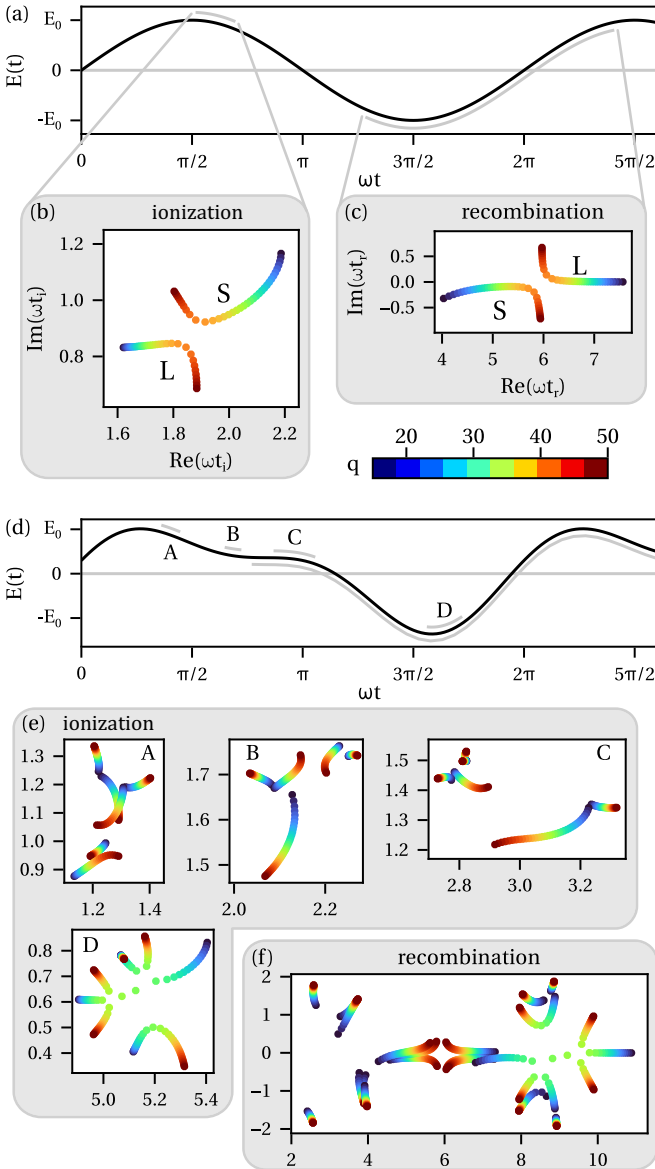 (a)
E(t)
E₀
0
-E₀
0
π/2
π
3π/2
2π
5π/2
ωt
(b) ionization
Im(ωtᵢ)
1.2
1.0
0.8
S
L
1.6 1.8 2.0 2.2
Re(ωtᵢ)
(c) recombination
Im(ωtᵣ)
0.5
0.0
−0.5
L
S
4 5 6 7
Re(ωtᵣ)
q
20 30 40 50
(d)
E(t)
E₀
0
-E₀
A
B
C
D
0
π/2
π
3π/2
2π
5π/2
ωt
(e) ionization
A
1.3
1.2
1.1
1.0
0.9
1.2 1.4
B
1.7
1.6
1.5
2.0 2.2
C
1.5
1.4
1.3
1.2
2.8 3.0 3.2
D
0.8
0.7
0.6
0.5
0.4
5.0 5.2 5.4
(f) recombination
2
1
0
−1
−2
2 4 6 8 10